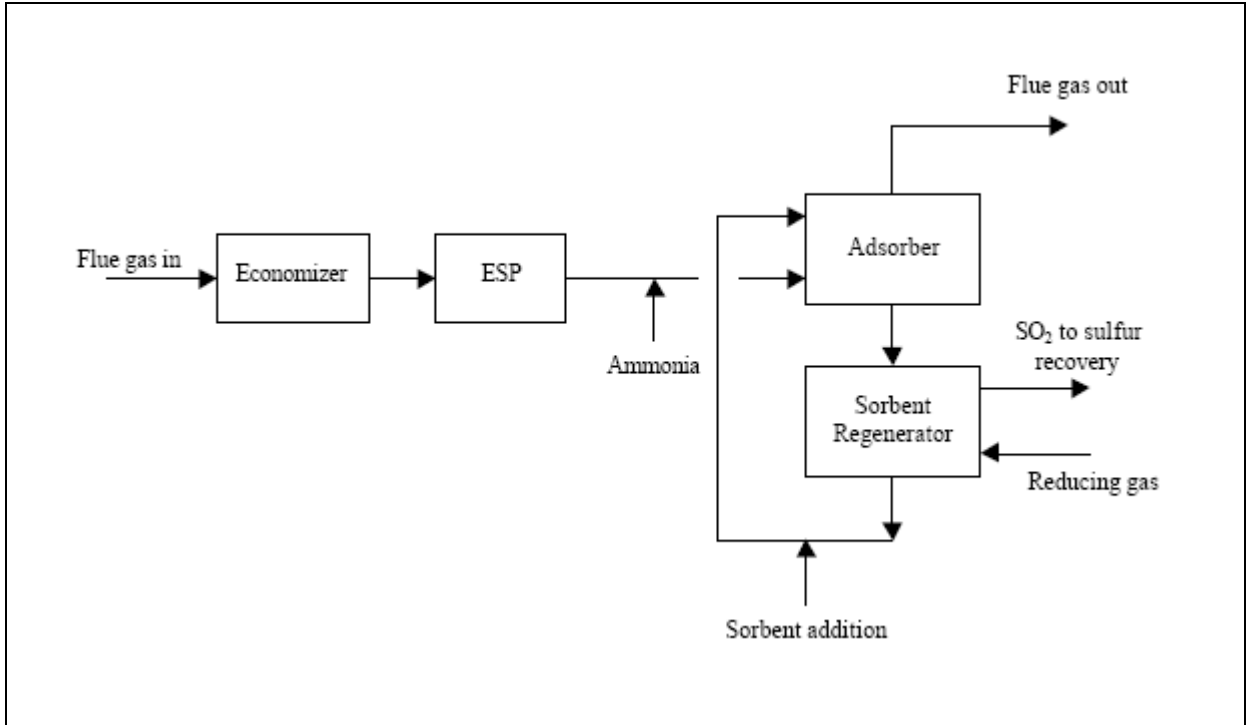 Flue gas out
Flue gas in
Economizer
ESP
Adsorber
Ammonia
SO₂ to sulfur
recovery
Sorbent
Regenerator
Reducing gas
Sorbent addition